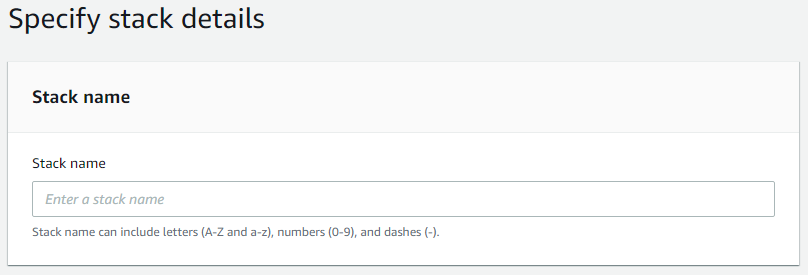 Specify stack details
Stack name
Stack name
Enter a stack name
Stack name can include letters (A-Z and a-z), numbers (0-9), and dashes (-).